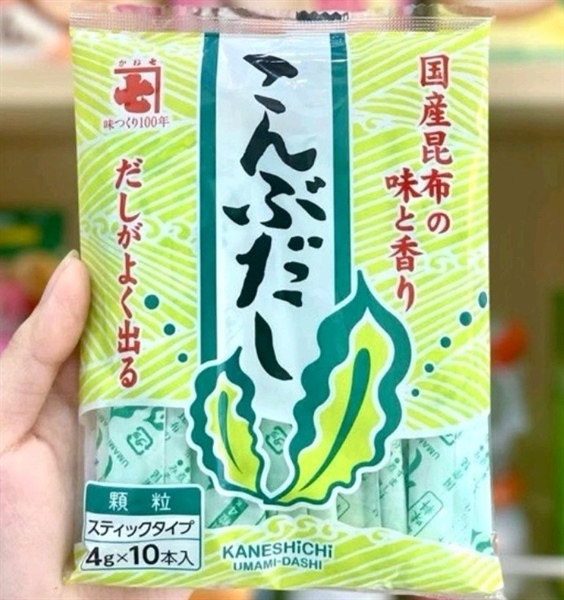 かね七
七
味つくり100年
こんぶだし
国産昆布の
味と香り
だしがよく出る
顆粒
スティックタイプ
4g×10本入
KANESHiCHi
UMAMI-DASHI